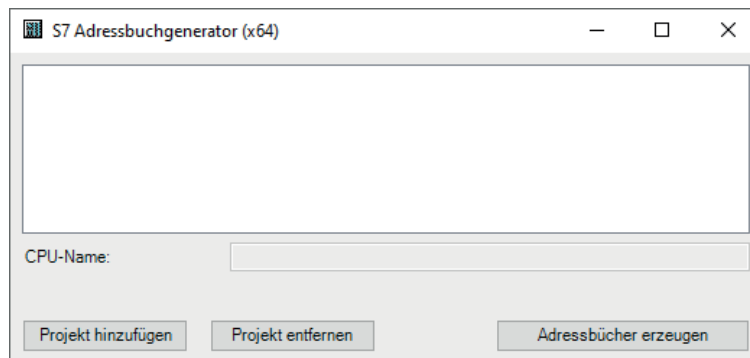 S7 Adressbuchgenerator (x64)
CPU-Name:
Projekt hinzufügen Projekt entfernen Adressbücher erzeugen